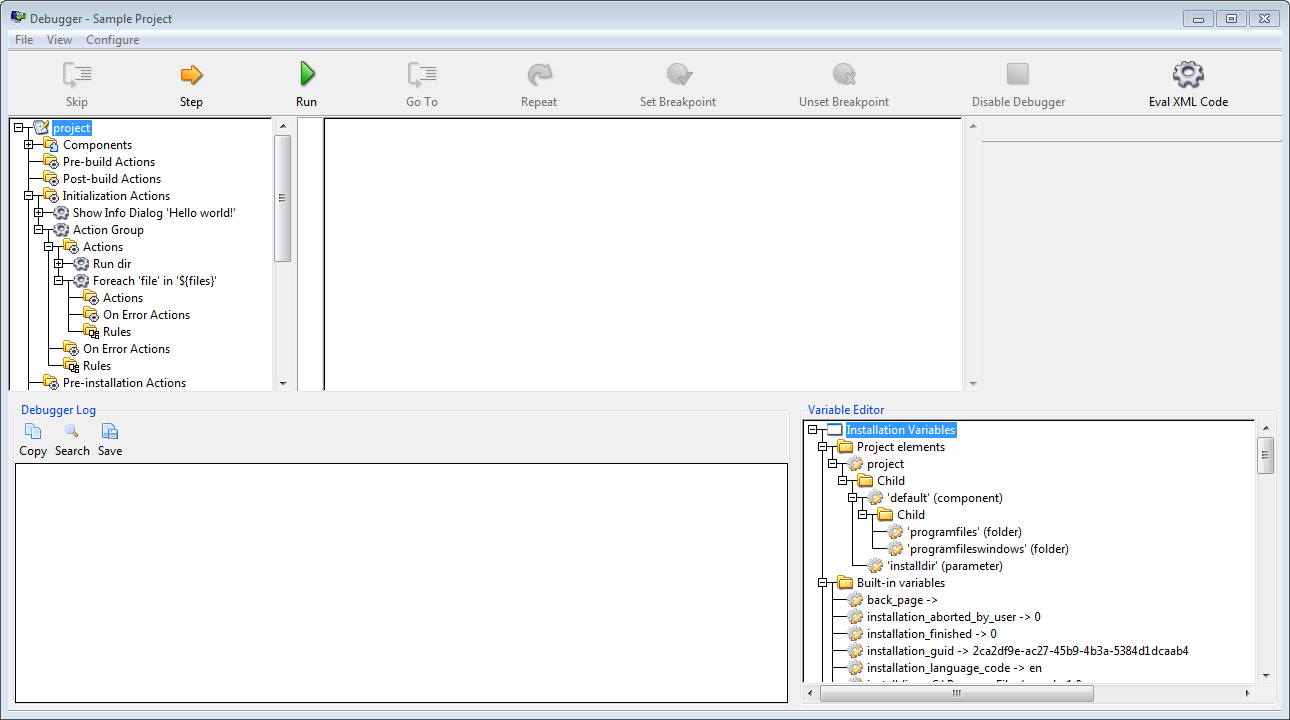 Debugger - Sample Project
File View Configure
Skip Step Run Go To Repeat Set Breakpoint Unset Breakpoint Disable Debugger Eval XML Code
project
Components
Pre-build Actions
Post-build Actions
Initialization Actions
Show Info Dialog 'Hello world!'
Action Group
Actions
Run dir
Foreach 'file' in '${files}'
Actions
On Error Actions
Rules
On Error Actions
Rules
Pre-installation Actions
Debugger Log
Copy Search Save
Variable Editor
Installation Variables
Project elements
project
Child
'default' (component)
Child
'programfiles' (folder)
'programfileswindows' (folder)
'installdir' (parameter)
Built-in variables
back_page ->
installation_aborted_by_user -> 0
installation_finished -> 0
installation_guid -> 2ca2df9e-ac27-45b9-4b3a-5384d1dcaab4
installation_language_code -> en